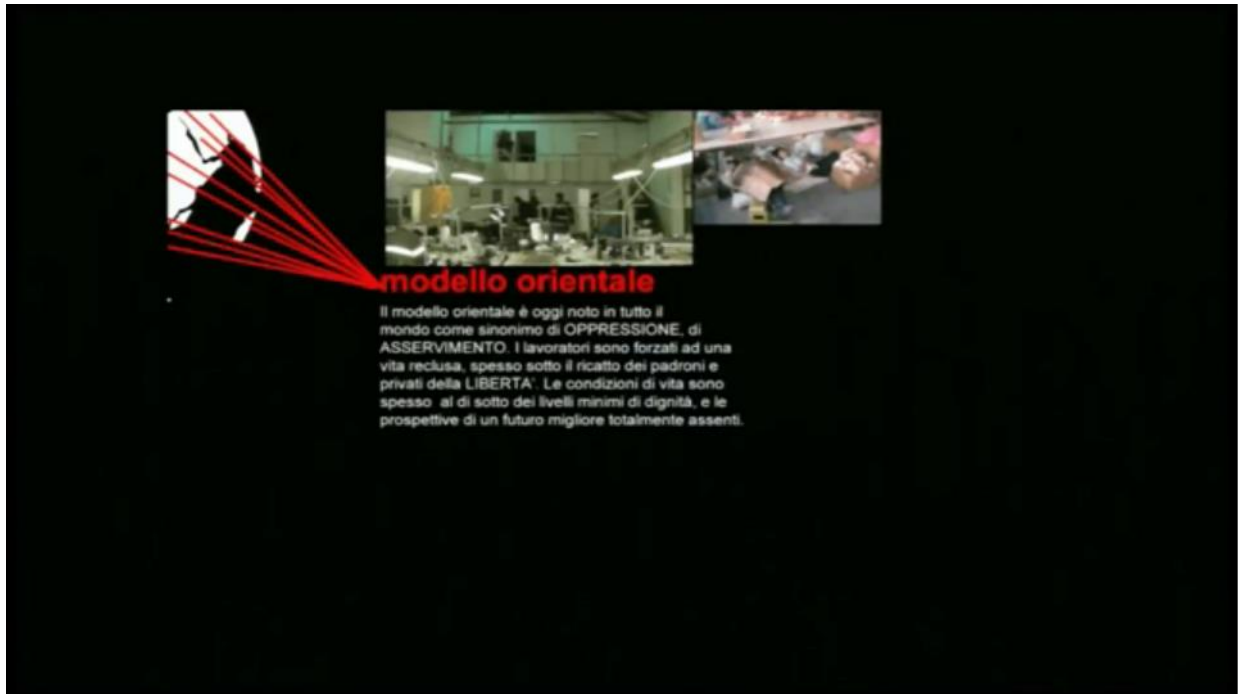 modello orientale
Il modello orientale è oggi noto in tutto il
mondo come sinonimo di OPPRESSIONE, di
ASSERVIMENTO. I lavoratori sono forzati ad una
vita reclusa, spesso sotto il ricatto dei padroni e
privati della LIBERTA'. Le condizioni di vita sono
spesso al di sotto dei livelli minimi di dignità, e le
prospettive di un futuro migliore totalmente assenti.